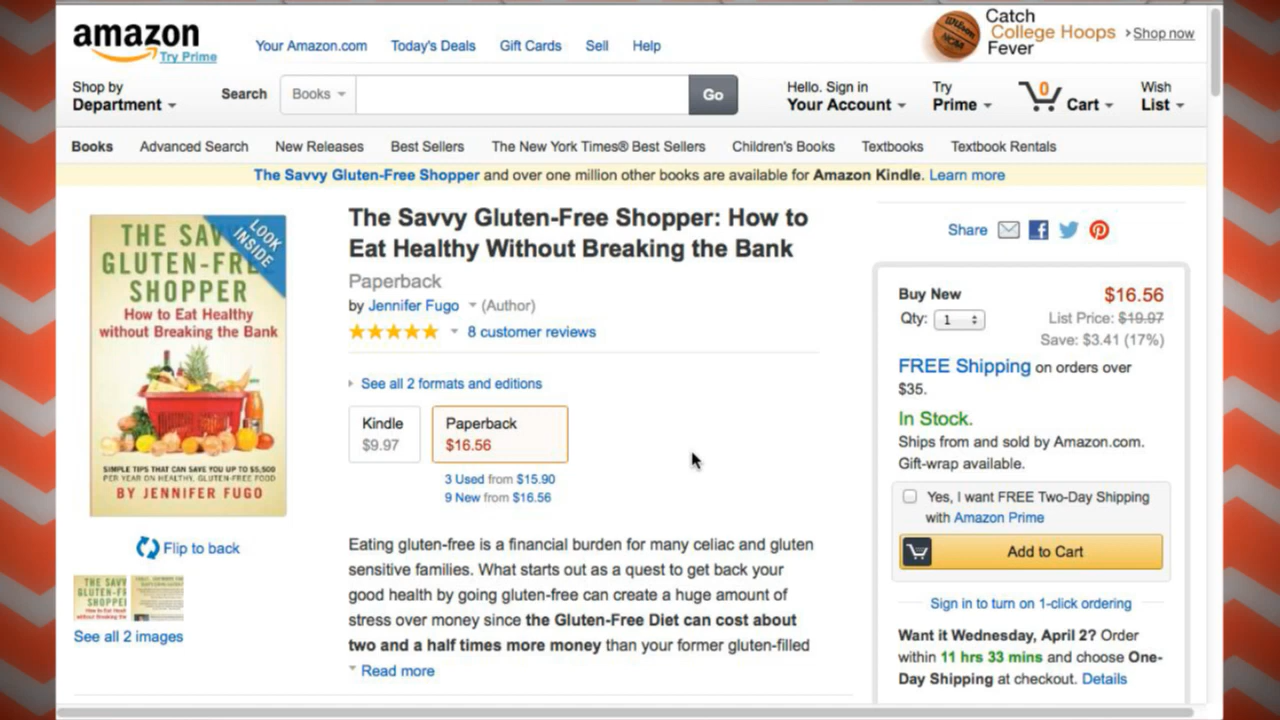 amazon
Try Prime
Your Amazon.com Today's Deals Gift Cards Sell Help
Catch
College Hoops
Fever
Shop now
Shop by
Department
Search Books Go
Hello. Sign in
Your Account
Try
Prime
0
Cart
Wish
List
Books Advanced Search New Releases Best Sellers The New York Times® Best Sellers Children's Books Textbooks Textbook Rentals
The Savvy Gluten-Free Shopper and over one million other books are available for Amazon Kindle. Learn more
LOOK
INSIDE
THE SAV
GLUTEN-FRE
SHOPPER
How to Eat Healthy
without Breaking the Bank
SIMPLE TIPS THAT CAN SAVE YOU UP TO $5,500
PER YEAR ON HEALTHY, GLUTEN-FREE FOOD
BY JENNIFER FUGO
Flip to back
See all 2 images
The Savvy Gluten-Free Shopper: How to
Eat Healthy Without Breaking the Bank
Paperback
by Jennifer Fugo (Author)
8 customer reviews
See all 2 formats and editions
Kindle
$9.97
Paperback
$16.56
3 Used from $15.90
9 New from $16.56
Eating gluten-free is a financial burden for many celiac and gluten
sensitive families. What starts out as a quest to get back your
good health by going gluten-free can create a huge amount of
stress over money since the Gluten-Free Diet can cost about
two and a half times more money than your former gluten-filled
Read more
Share
Buy New $16.56
Qty: 1 List Price: $19.97
Save: $3.41 (17%)
FREE Shipping on orders over
$35.
In Stock.
Ships from and sold by Amazon.com.
Gift-wrap available.
Yes, I want FREE Two-Day Shipping
with Amazon Prime
Add to Cart
Sign in to turn on 1-click ordering
Want it Wednesday, April 2? Order
within 11 hrs 33 mins and choose One-
Day Shipping at checkout. Details